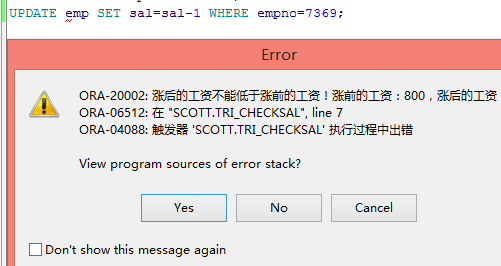 UPDATE emp SET sal=sal-1 WHERE empno=7369;
Error
ORA-20002: 涨后的工资不能低于涨前的工资！涨前的工资：800，涨后的工资
ORA-06512: 在 "SCOTT.TRI_CHECKSAL", line 7
ORA-04088: 触发器 'SCOTT.TRI_CHECKSAL' 执行过程中出错
View program sources of error stack?
Yes
No
Cancel
Don't show this message again